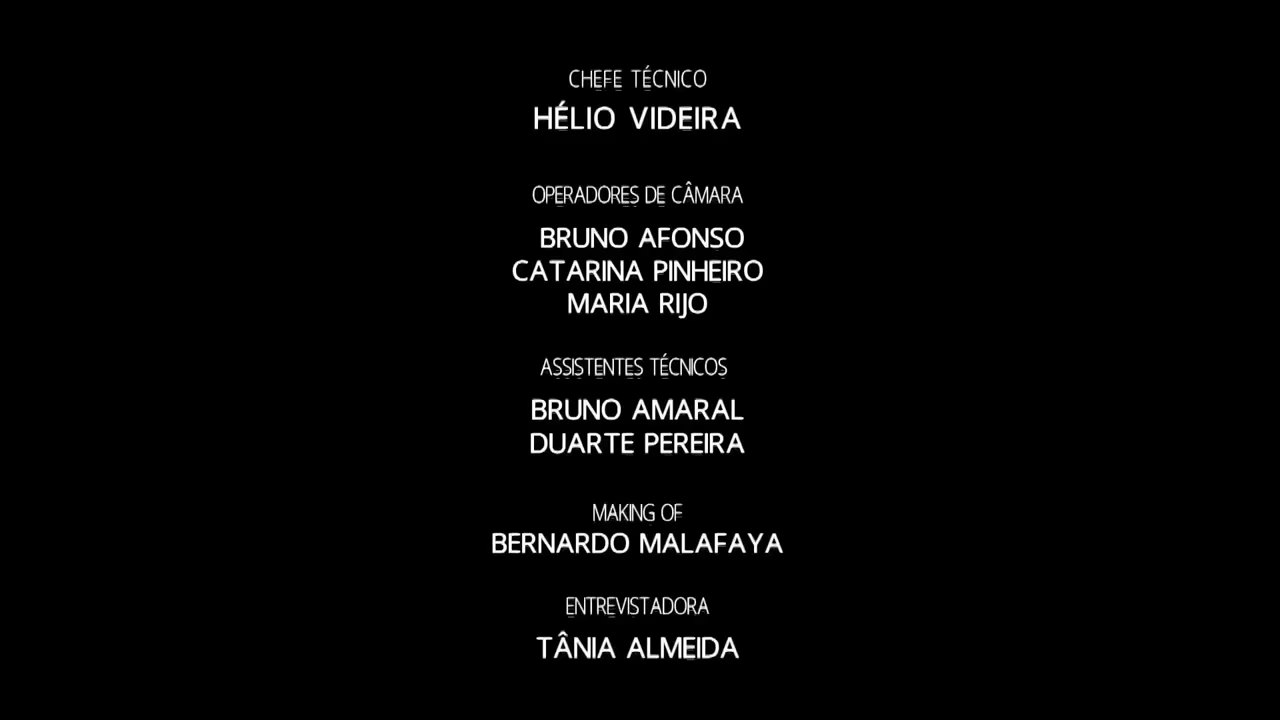 CHEFE TÉCNICO
HÉLIO VIDEIRA
OPERADORES DE CÂMARA
BRUNO AFONSO
CATARINA PINHEIRO
MARIA RIJO
ASSISTENTES TÉCNICOS
BRUNO AMARAL
DUARTE PEREIRA
MAKING OF
BERNARDO MALAFAYA
ENTREVISTADORA
TÂNIA ALMEIDA